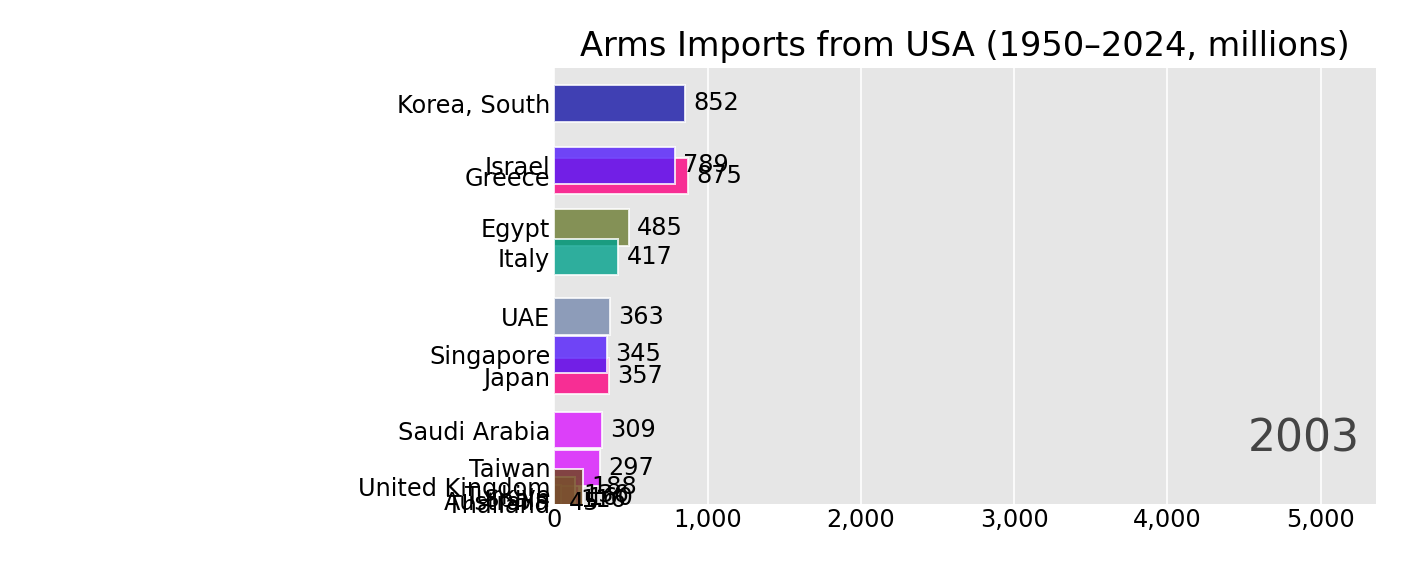 Arms Imports from USA (1950–2024, millions)
Korea, South 852
Israel 789
Greece 875
Egypt 485
Italy 417
UAE 363
Singapore 345
Japan 357
Saudi Arabia 309
2003
Taiwan 297
United Kingdom 188
Thailand
0 1,000 2,000 3,000 4,000 5,000